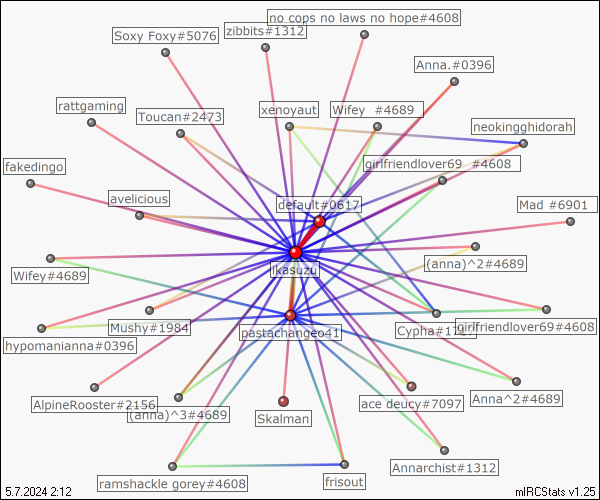 no cops no laws no hope#4608
Soxy Foxy#5076
zibbits#1312
Anna.#0396
rattgaming
Toucan#2473
xenoyaut
Wifey #4689
neokingghidorah
fakedingo
girlfriendlover69 #4608
avelicious
default#0617
Mad #6901
Wifey#4689
ikasuzu
(anna)^2#4689
hypomanianna#0396
Mushy#1984
pastachangeo41
Cypha#1127
girlfriendlover69#4608
AlpineRooster#2156
(anna)^3#4689
Skalman
ace deucy#7097
Anna^2#4689
ramshackle gorey#4608
frisout
Annarchist#1312
5.7.2024 2:12
mIRCStats v1.25